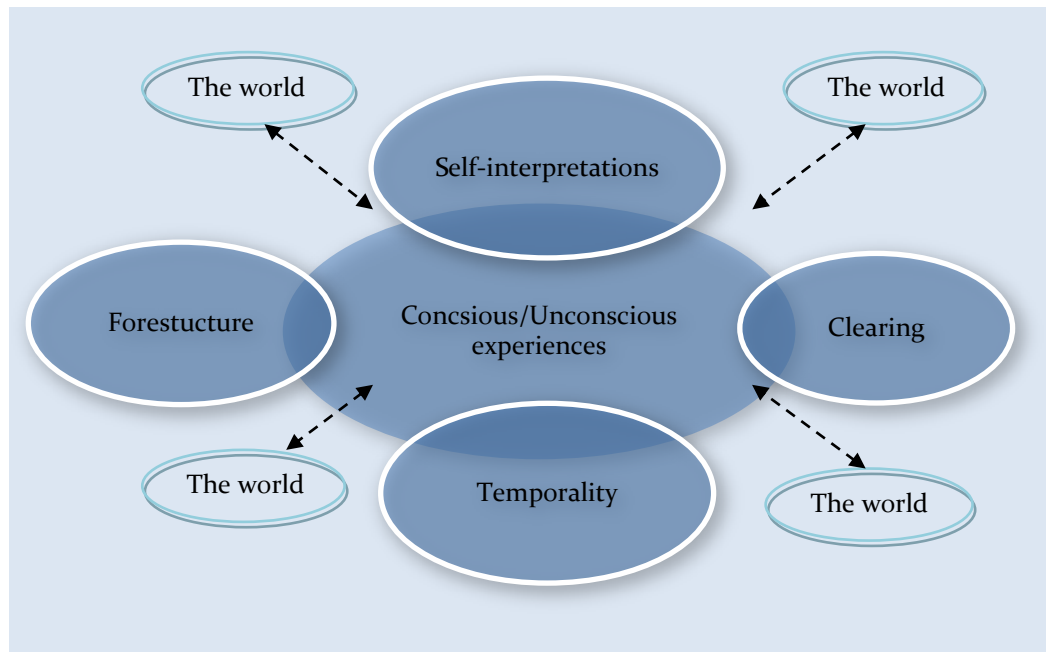 The world
The world
Self-interpretations
Forestucture
Concsious/Unconscious
experiences
Clearing
The world
Temporality
The world